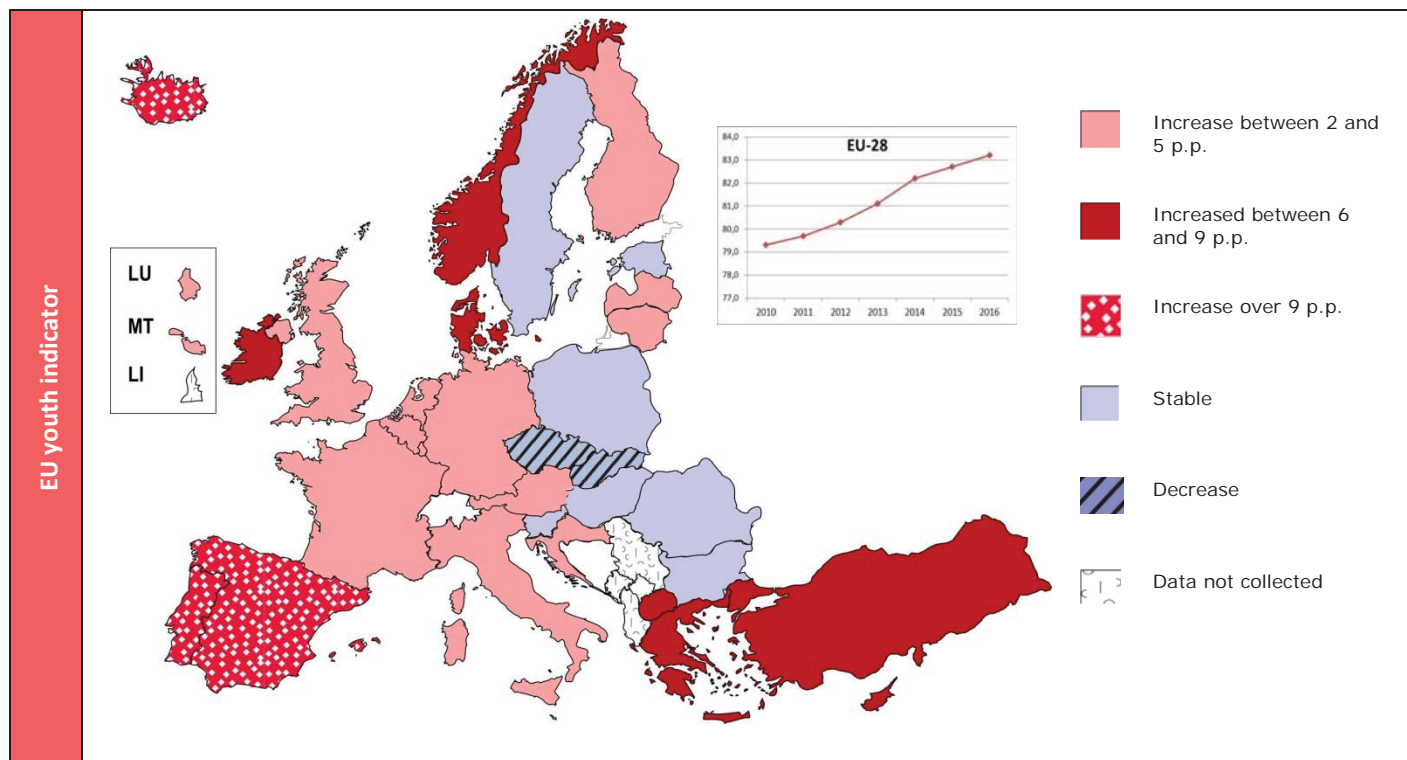 EU youth indicator
LU
MT
LI
EU-28
84,0
83,0
82,0
81,0
80,0
79,0
78,0
77,0
2010 2011 2012 2013 2014 2015 2016
Increase between 2 and
5 p.p.
Increased between 6
and 9 p.p.
Increase over 9 p.p.
Stable
Decrease
Data not collected